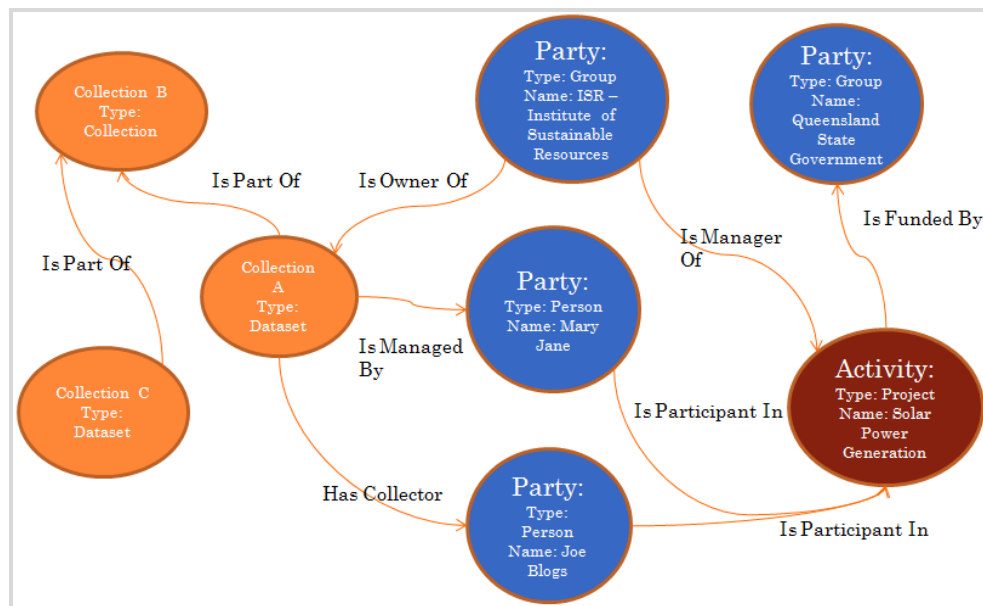 Collection B
Type:
Collection
Party:
Type: Group
Name: ISR –
Institute of
Sustainable
Resources
Party:
Type: Group
Name:
Queensland
State
Government
Is Part Of
Is Owner Of
Is Funded By
Is Manager
Of
Is Part Of
Collection
A
Type:
Dataset
Party:
Type: Person
Name: Mary
Jane
Is Managed
By
Activity:
Type: Project
Name: Solar
Power
Generation
Collection C
Type:
Dataset
Is Participant In
Has Collector
Party:
Type:
Person
Name: Joe
Blogs
Is Participant In